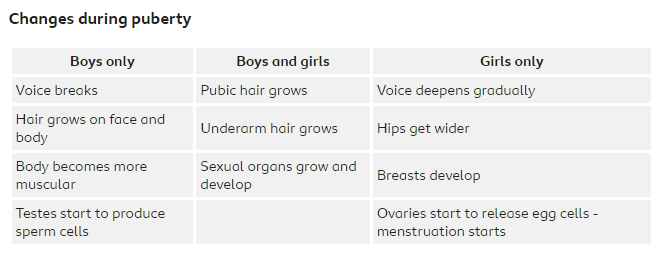 Changes during puberty
Boys only
Boys and girls
Girls only
Voice breaks
Pubic hair grows
Voice deepens gradually
Hair grows on face and
body
Underarm hair grows
Hips get wider
Body becomes more
muscular
Sexual organs grow and
develop
Breasts develop
Testes start to produce
sperm cells
Ovaries start to release egg cells -
menstruation starts